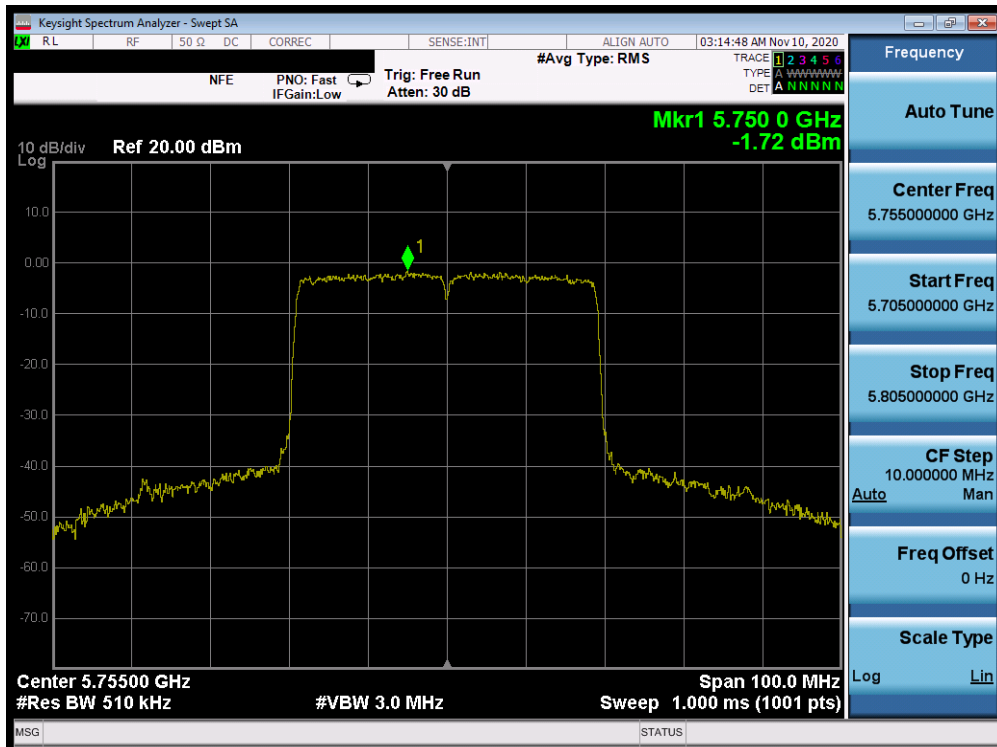 Keysight Spectrum Analyzer - Swept SA
LXI RL RF 50 Ω DC CORREC SENSE:INT ALIGN AUTO 03:14:48 AM Nov 10, 2020
#Avg Type: RMS
TRACE 1 2 3 4 5 6
TYPE A WWWWW
DET A N N N N N
NFE PNO: Fast Trig: Free Run
IFGain:Low Atten: 30 dB
Mkr1 5.750 0 GHz
-1.72 dBm
10 dB/div Ref 20.00 dBm
Log
10.0
0.00
-10.0
-20.0
-30.0
-40.0
-50.0
-60.0
-70.0
1
Center 5.75500 GHz Span 100.0 MHz
#Res BW 510 kHz #VBW 3.0 MHz Sweep 1.000 ms (1001 pts)
MSG STATUS
Frequency
Auto Tune
Center Freq
5.755000000 GHz
Start Freq
5.705000000 GHz
Stop Freq
5.805000000 GHz
CF Step
10.000000 MHz
Auto Man
Freq Offset
0 Hz
Scale Type
Log Lin